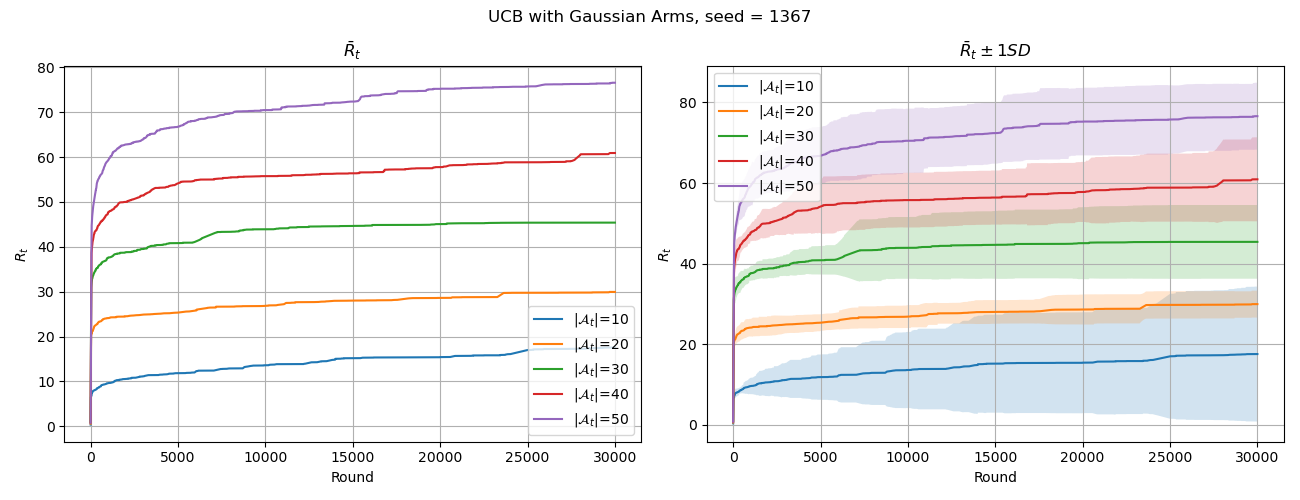 UCB with Gaussian Arms, seed = 1367
R̄ₜ
80
70
60
50
40
30
20
10
0
Rₜ
0 5000 10000 15000 20000 25000 30000
Round
|𝒜ₜ|=10
|𝒜ₜ|=20
|𝒜ₜ|=30
|𝒜ₜ|=40
|𝒜ₜ|=50
R̄ₜ ± 1SD
|𝒜ₜ|=10
|𝒜ₜ|=20
|𝒜ₜ|=30
|𝒜ₜ|=40
|𝒜ₜ|=50
80
60
40
20
0
Rₜ
0 5000 10000 15000 20000 25000 30000
Round